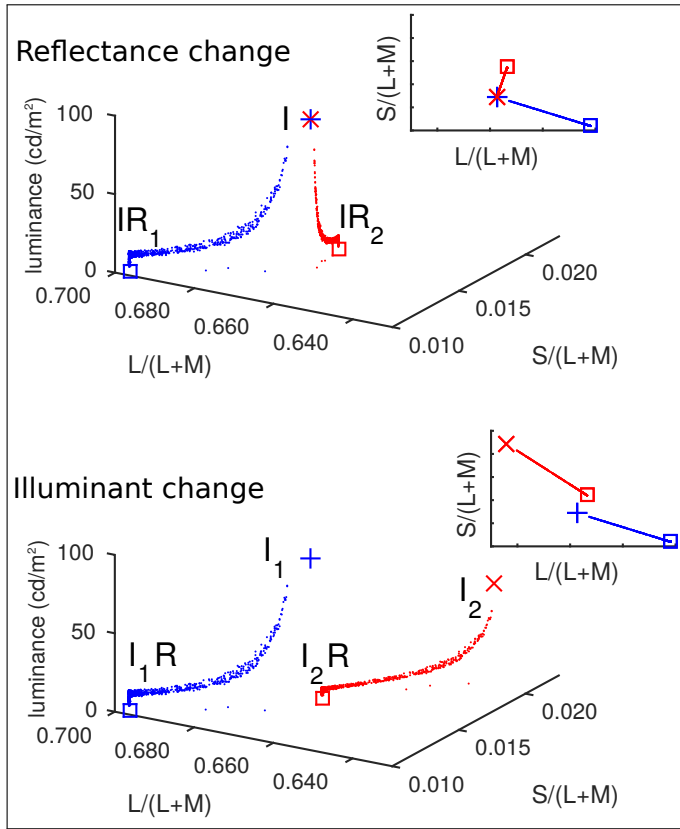 Reflectance change
S/(L+M)
L/(L+M)
luminance (cd/m²)
100
50
0
I
IR₁
IR₂
0.700
0.680
0.660
0.640
L/(L+M)
0.010
0.015
0.020
S/(L+M)
Illuminant change
S/(L+M)
L/(L+M)
luminance (cd/m²)
100
50
0
I₁
I₂
I₁R
I₂R
0.700
0.680
0.660
0.640
L/(L+M)
0.010
0.015
0.020
S/(L+M)